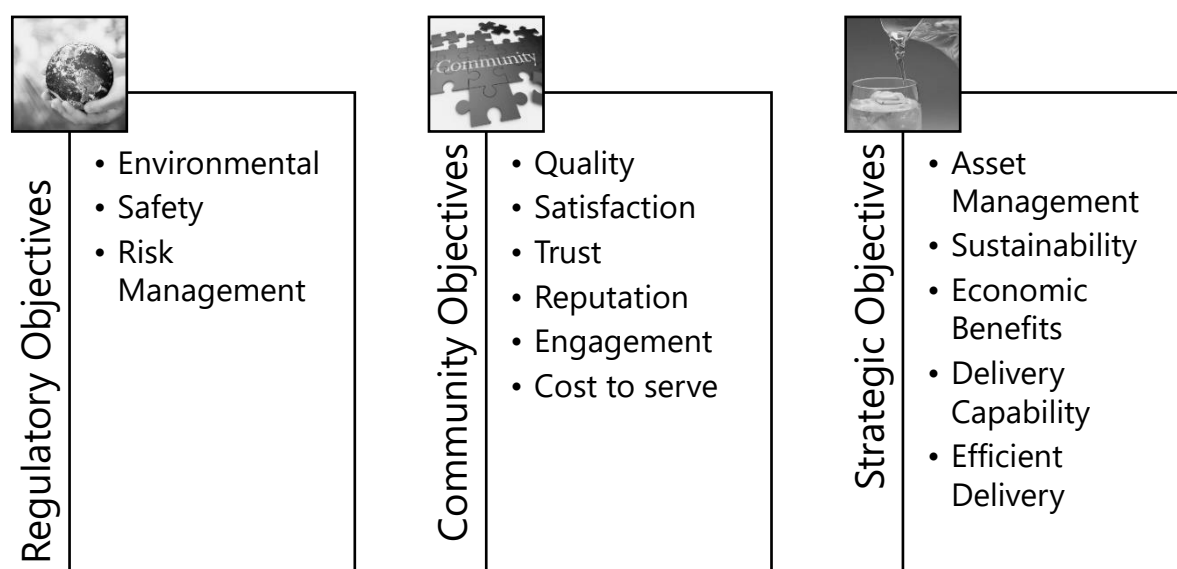 Regulatory Objectives
• Environmental
• Safety
• Risk
Management
Community
Community Objectives
• Quality
• Satisfaction
• Trust
• Reputation
• Engagement
• Cost to serve
Strategic Objectives
• Asset
Management
• Sustainability
• Economic
Benefits
• Delivery
Capability
• Efficient
Delivery